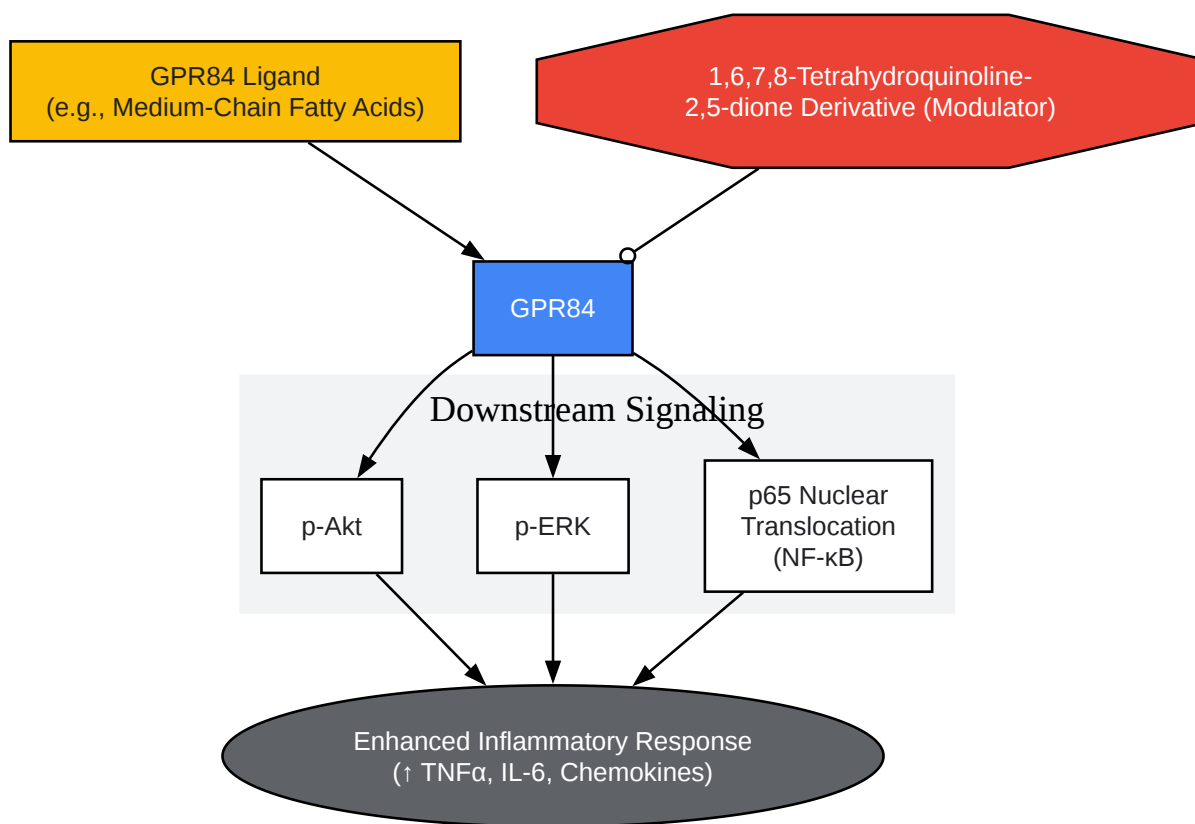 GPR84 Ligand
(e.g., Medium-Chain Fatty Acids)
1,6,7,8-Tetrahydroquinoline-
2,5-dione Derivative (Modulator)
GPR84
Downstream Signaling
p-Akt
p-ERK
p65 Nuclear
Translocation
(NF-κB)
Enhanced Inflammatory Response
(↑ TNFα, IL-6, Chemokines)